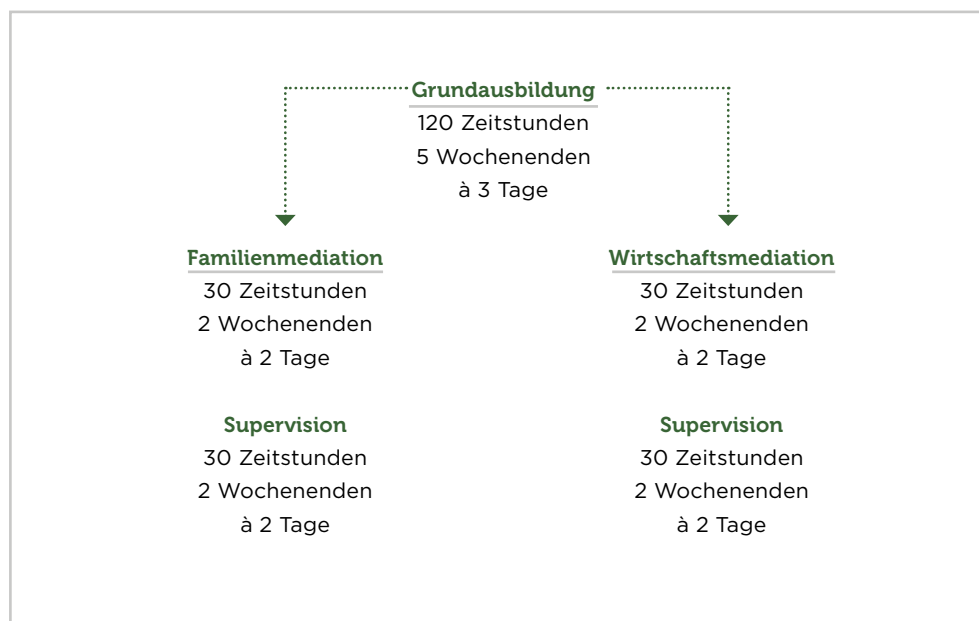 Grundausbildung
120 Zeitstunden
5 Wochenenden
à 3 Tage
Familienmediation
30 Zeitstunden
2 Wochenenden
à 2 Tage
Supervision
30 Zeitstunden
2 Wochenenden
à 2 Tage
Wirtschaftsmediation
30 Zeitstunden
2 Wochenenden
à 2 Tage
Supervision
30 Zeitstunden
2 Wochenenden
à 2 Tage